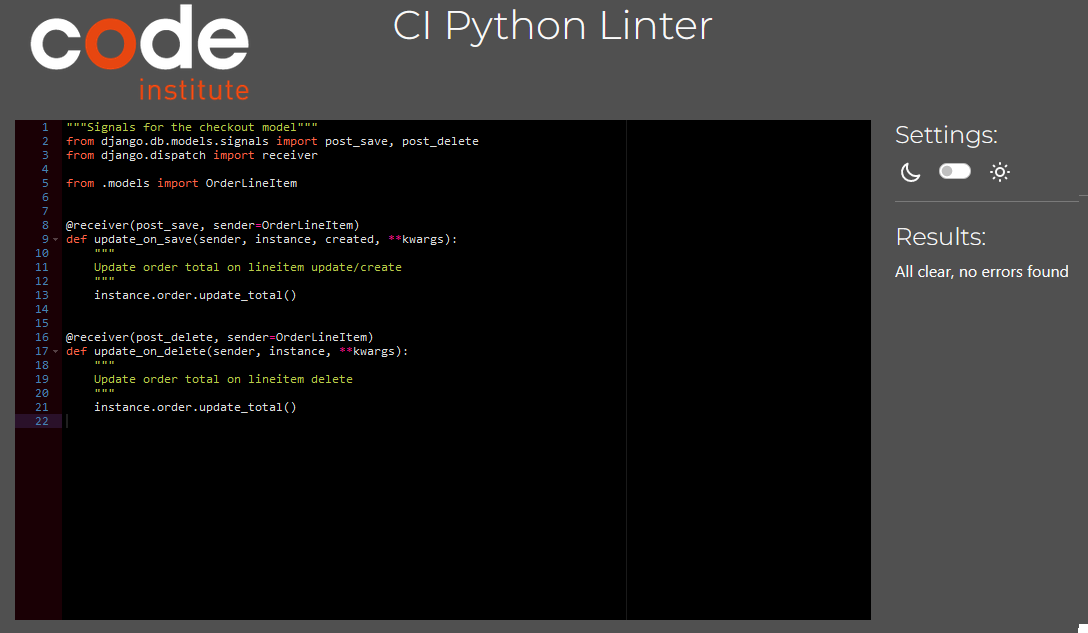 code
institute
CI Python Linter
1 """Signals for the checkout model"""
2 from django.db.models.signals import post_save, post_delete
3 from django.dispatch import receiver
4
5 from .models import OrderLineItem
6
7
8 @receiver(post_save, sender=OrderLineItem)
9 def update_on_save(sender, instance, created, **kwargs):
10     """
11     Update order total on lineitem update/create
12     """
13     instance.order.update_total()
14
15
16 @receiver(post_delete, sender=OrderLineItem)
17 def update_on_delete(sender, instance, **kwargs):
18     """
19     Update order total on lineitem delete
20     """
21     instance.order.update_total()
22
Settings:
Results:
All clear, no errors found